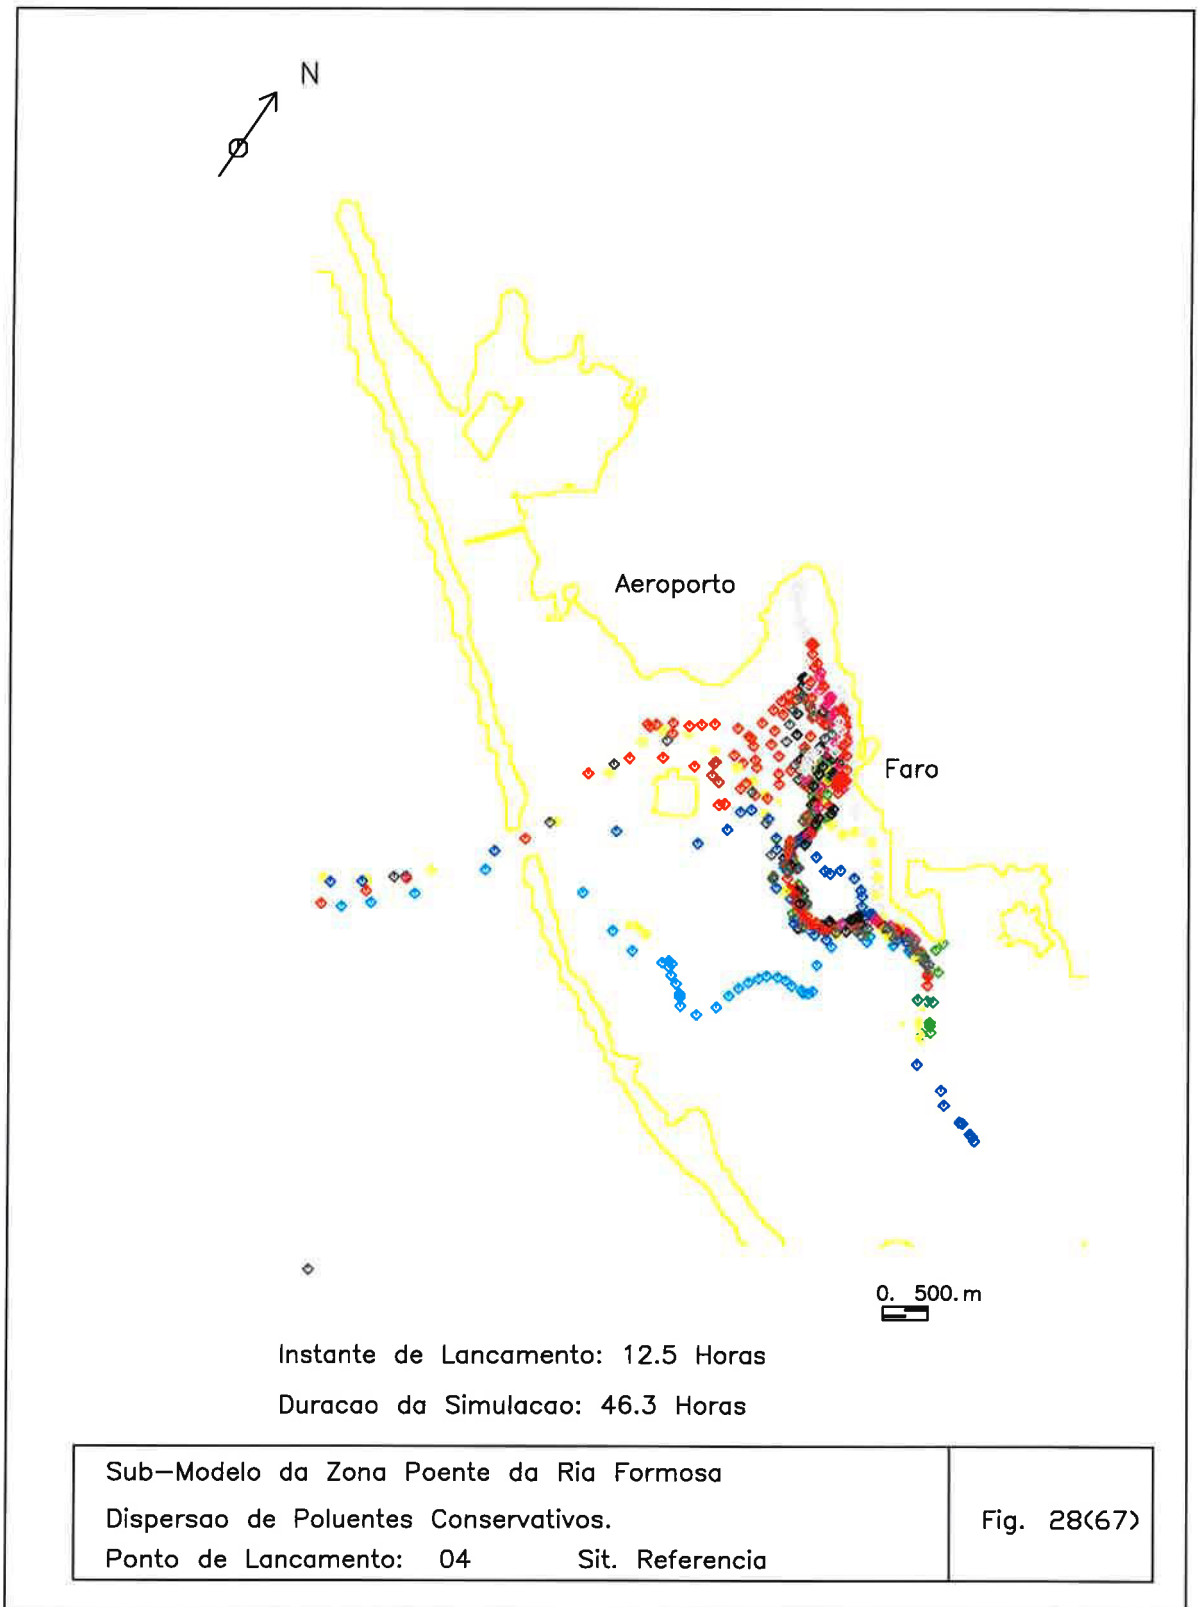 N
Aeroporto
Faro
0. 500.m
Instante de Lancamento: 12.5 Horas
Duracao da Simulacao: 46.3 Horas
Sub-Modelo da Zona Poente da Ria Formosa
Dispersao de Poluentes Conservativos.
Ponto de Lancamento: 04 Sit. Referencia
Fig. 28(67)